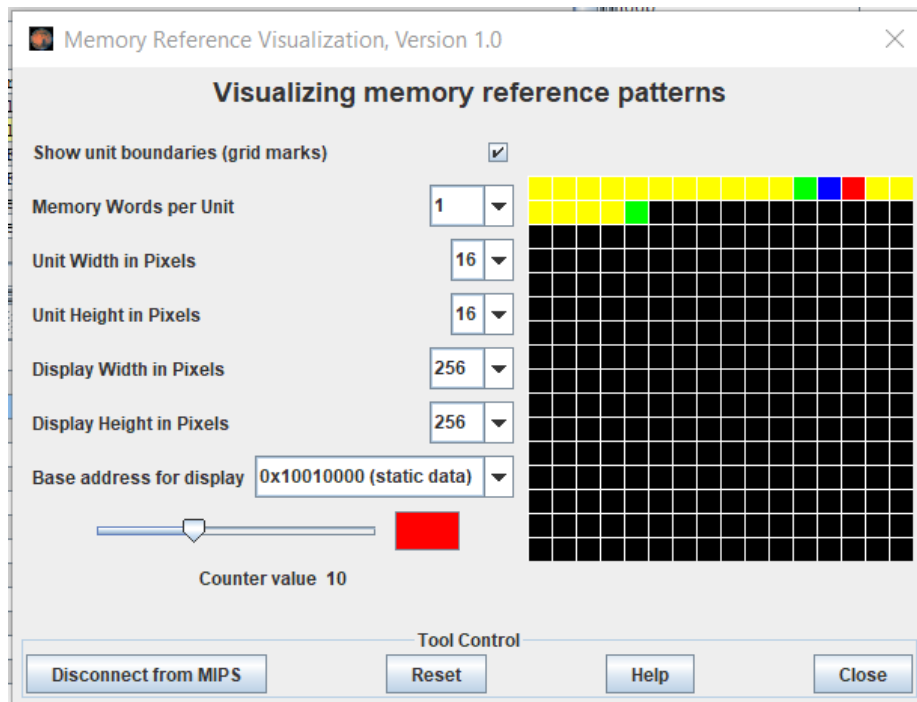 Memory Reference Visualization, Version 1.0
Visualizing memory reference patterns
Show unit boundaries (grid marks)
Memory Words per Unit 1
Unit Width in Pixels 16
Unit Height in Pixels 16
Display Width in Pixels 256
Display Height in Pixels 256
Base address for display 0x10010000 (static data)
Counter value 10
Tool Control
Disconnect from MIPS Reset Help Close